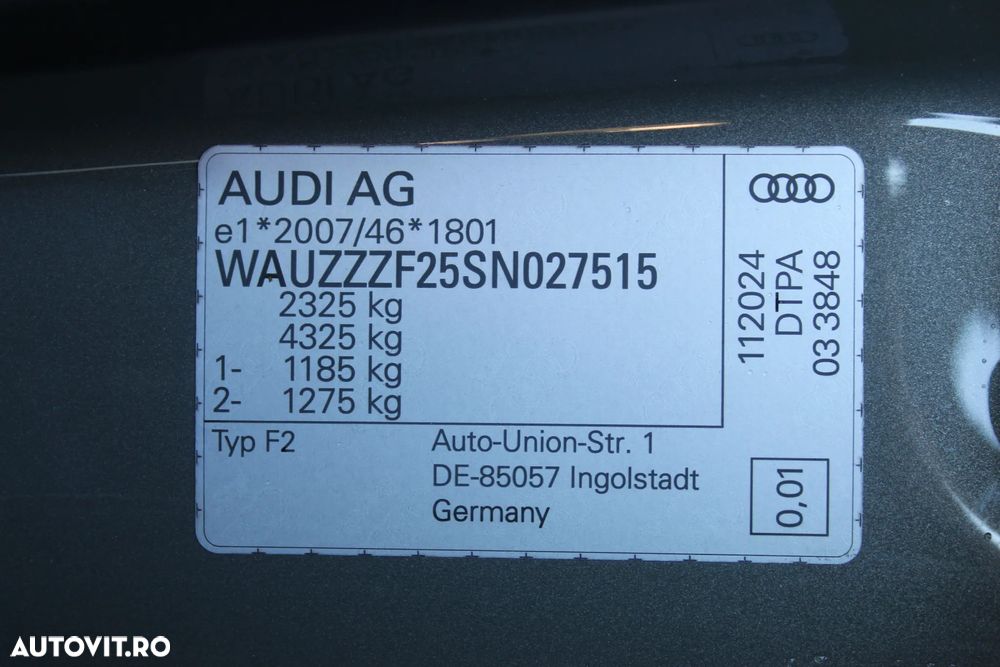 AUDI AG
e1*2007/46*1801
WAUZZZF25SN027515
2325 kg
4325 kg
1- 1185 kg
2- 1275 kg
Typ F2
Auto-Union-Str. 1
DE-85057 Ingolstadt
Germany
112024
DTPA
03 3848
0,01
AUTOVIT.RO